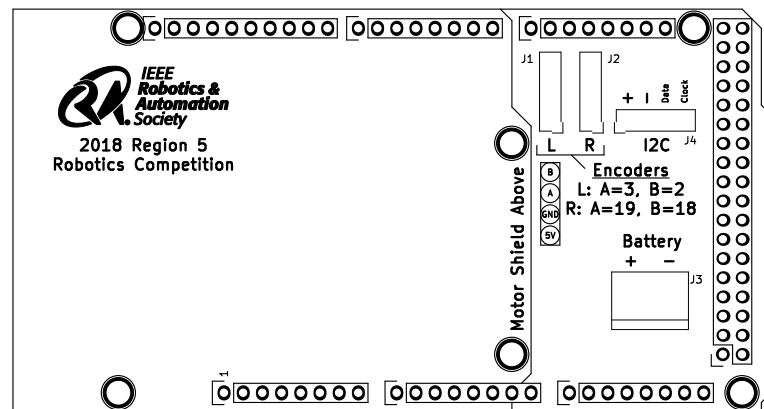 IEEE
Robotics &
Automation
Society
RA.
2018 Region 5
Robotics Competition
J1
J2
+ - Data Clock
L R
I2C
J4
Encoders
L: A=3, B=2
R: A=19, B=18
B
A
GND
5V
Motor Shield Above
Battery
+ -
J3
1